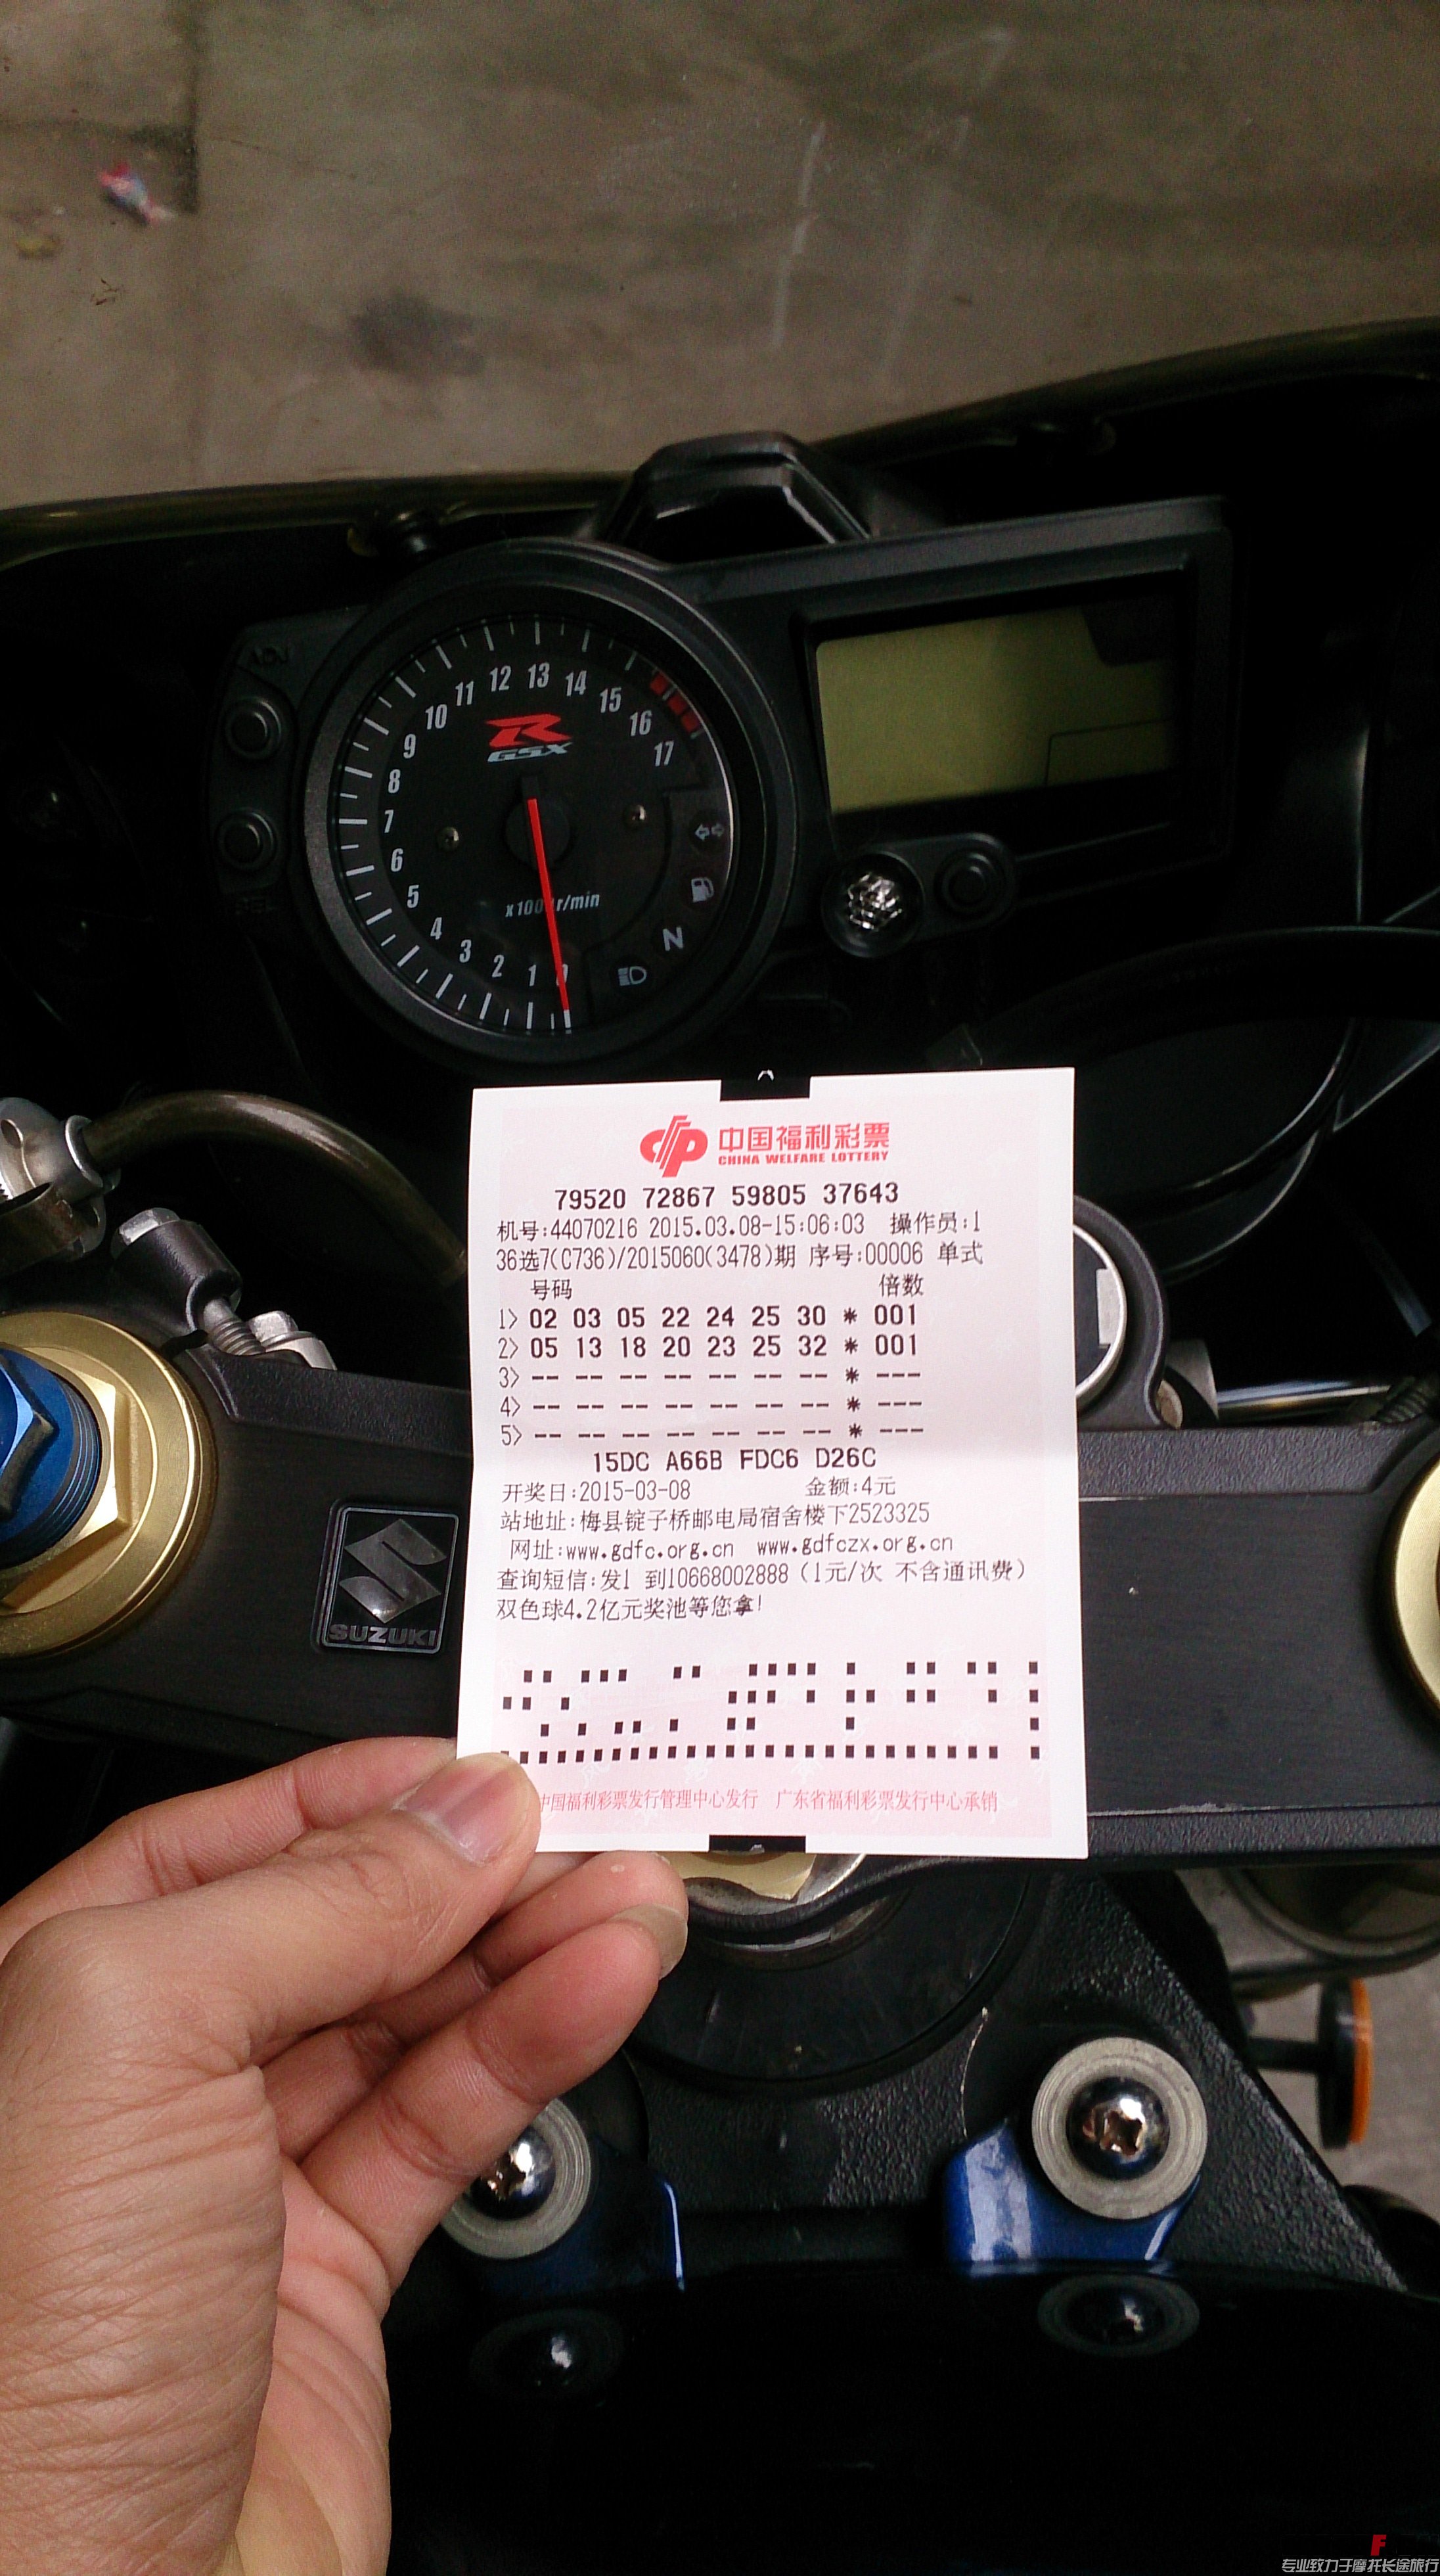 ADJ
SEL
10 11 12 13 14 15 16 17
9
8
7
6
5
4
3
2
1
0
R
GSX
r/min
N
SUZUKI
中国福利彩票
CHINA WELFARE LOTTERY
79520 72867 59805 37643
机号:44070216 2015.03.08-15:06:03 操作员:1
36选7(C736)/2015060(3478)期 序号:00006 单式
号码 倍数
1> 02 03 05 22 24 25 30 * 001
2> 05 13 18 20 23 25 32 * 001
3> -- -- -- -- -- -- -- * ---
4> -- -- -- -- -- -- -- * ---
5> -- -- -- -- -- -- -- * ---
15DC A66B FDC6 D26C
开奖日:2015-03-08 金额:4元
站地址:梅县锭子桥邮电局宿舍楼下2523325
网址:www.gdfc.org.cn www.gdfczx.org.cn
查询短信:发1 到10668002888（1元/次 不含通讯费）
双色球4.2亿元奖池等您拿!
中国福利彩票发行管理中心发行 广东省福利彩票发行中心承销
F
专业致力于摩托长途旅行